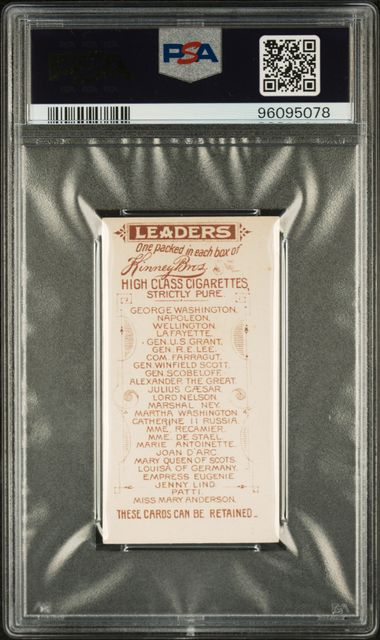 PSA
96095078
LEADERS
One packed in each box of
Kinney Bros
HIGH CLASS CIGARETTES,
STRICTLY PURE.
GEORGE WASHINGTON.
NAPOLEON.
WELLINGTON.
LA FAYETTE.
GEN. U.S. GRANT.
GEN. R.E. LEE.
COM. FARRAGUT.
GEN. WINFIELD SCOTT.
GEN. SCOBELOFF.
ALEXANDER THE GREAT.
JULIUS CÆSAR.
LORD NELSON.
MARSHAL NEY.
MARTHA WASHINGTON
CATHERINE II RUSSIA.
MME. RECAMIER.
MME. DE STAEL.
MARIE ANTOINETTE.
JOAN D'ARC.
MARY QUEEN OF SCOTS.
LOUISA OF GERMANY.
EMPRESS EUGENIE
JENNY LIND.
PATTI.
MISS MARY ANDERSON.
THESE CARDS CAN BE RETAINED.